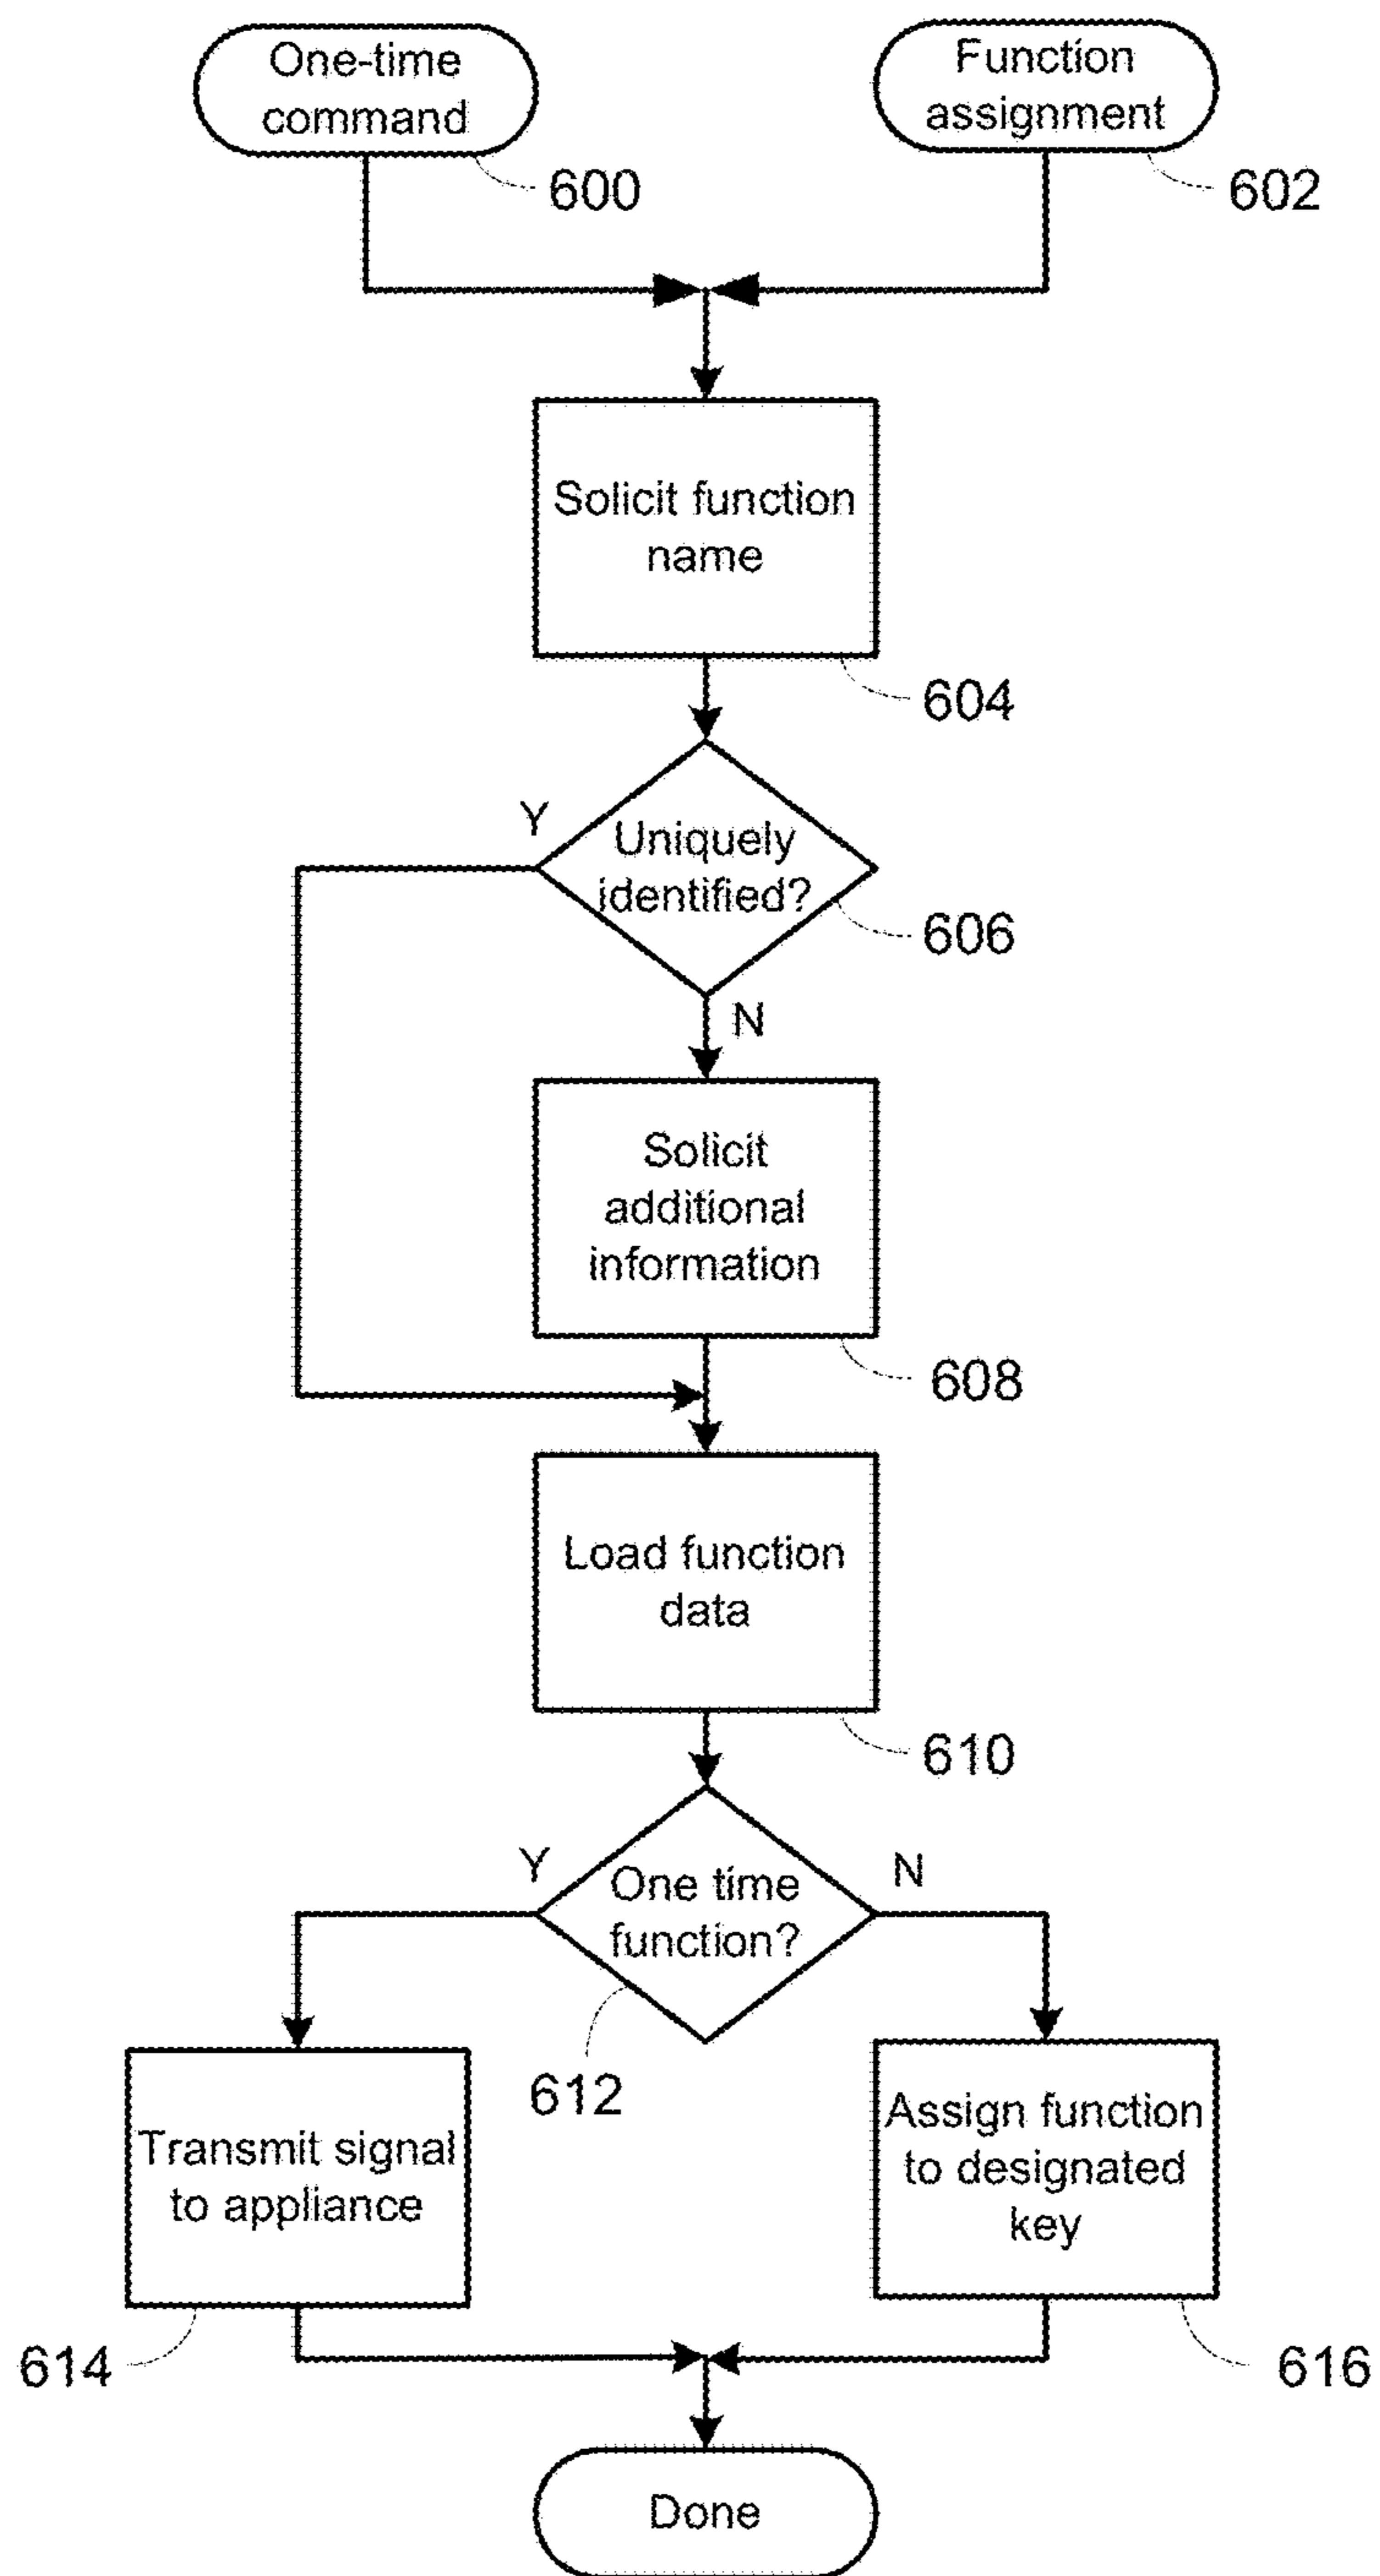 One-time
command
600
Function
assignment
602
Solicit function
name
604
Uniquely
identified?
606
Y
N
Solicit
additional
information
608
Load function
data
610
One time
function?
612
Y
N
Transmit signal
to appliance
614
Assign function
to designated
key
616
Done